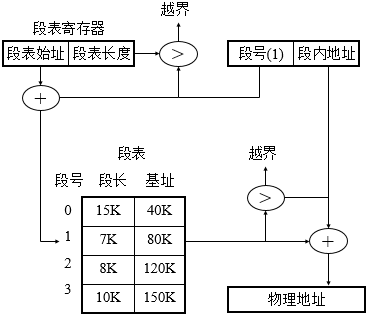 越界
段表寄存器
段表始址 段表长度 > 段号(1) 段内地址
+
段表 越界
段号 段长 基址
0 15K 40K >
1 7K 80K +
2 8K 120K
3 10K 150K 物理地址